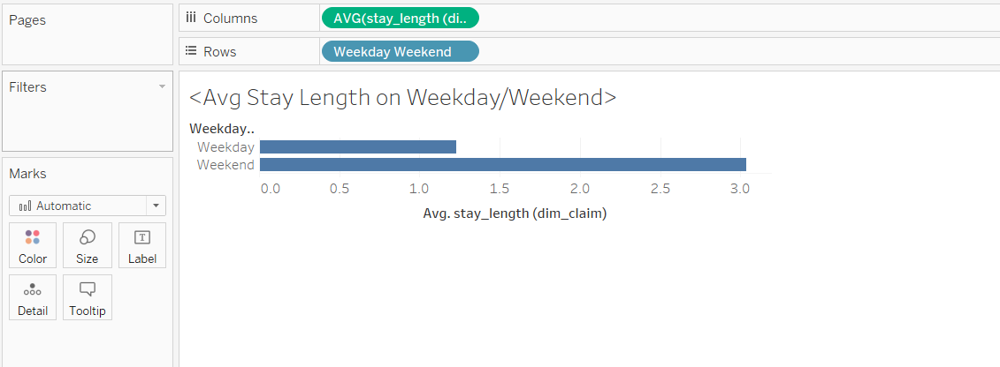 Pages
Columns
AVG(stay_length (di..
Rows
Weekday Weekend
Filters
<Avg Stay Length on Weekday/Weekend>
Weekday..
Weekday
Weekend
0.0 0.5 1.0 1.5 2.0 2.5 3.0
Avg. stay_length (dim_claim)
Marks
Automatic
Color Size Label
Detail Tooltip